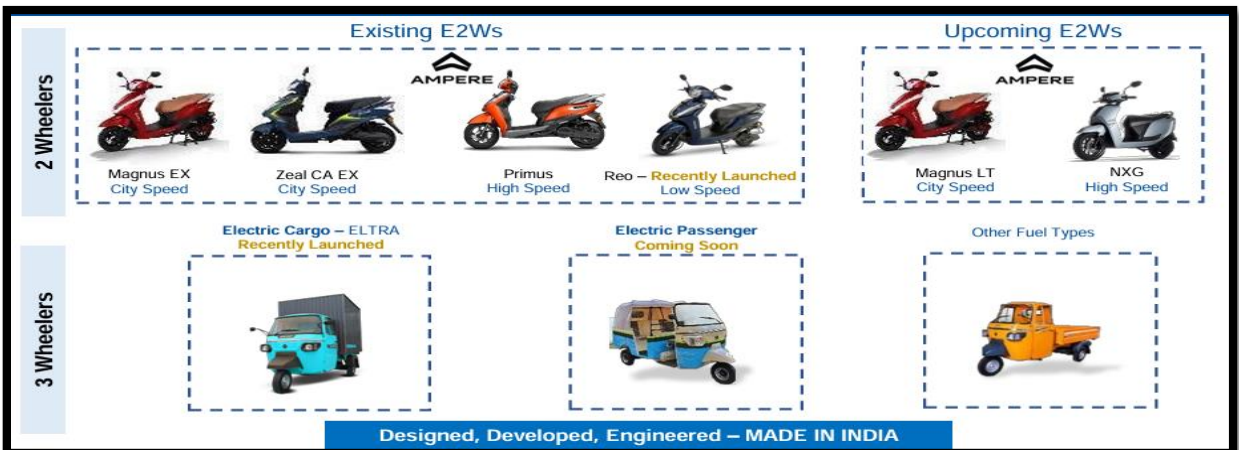 Existing E2Ws
Upcoming E2Ws
2 Wheelers
AMPERE
Magnus EX
City Speed
Zeal CA EX
City Speed
Primus
High Speed
Reo – Recently Launched
Low Speed
AMPERE
Magnus LT
City Speed
NXG
High Speed
3 Wheelers
Electric Cargo – ELTRA
Recently Launched
Electric Passenger
Coming Soon
Other Fuel Types
Designed, Developed, Engineered – MADE IN INDIA